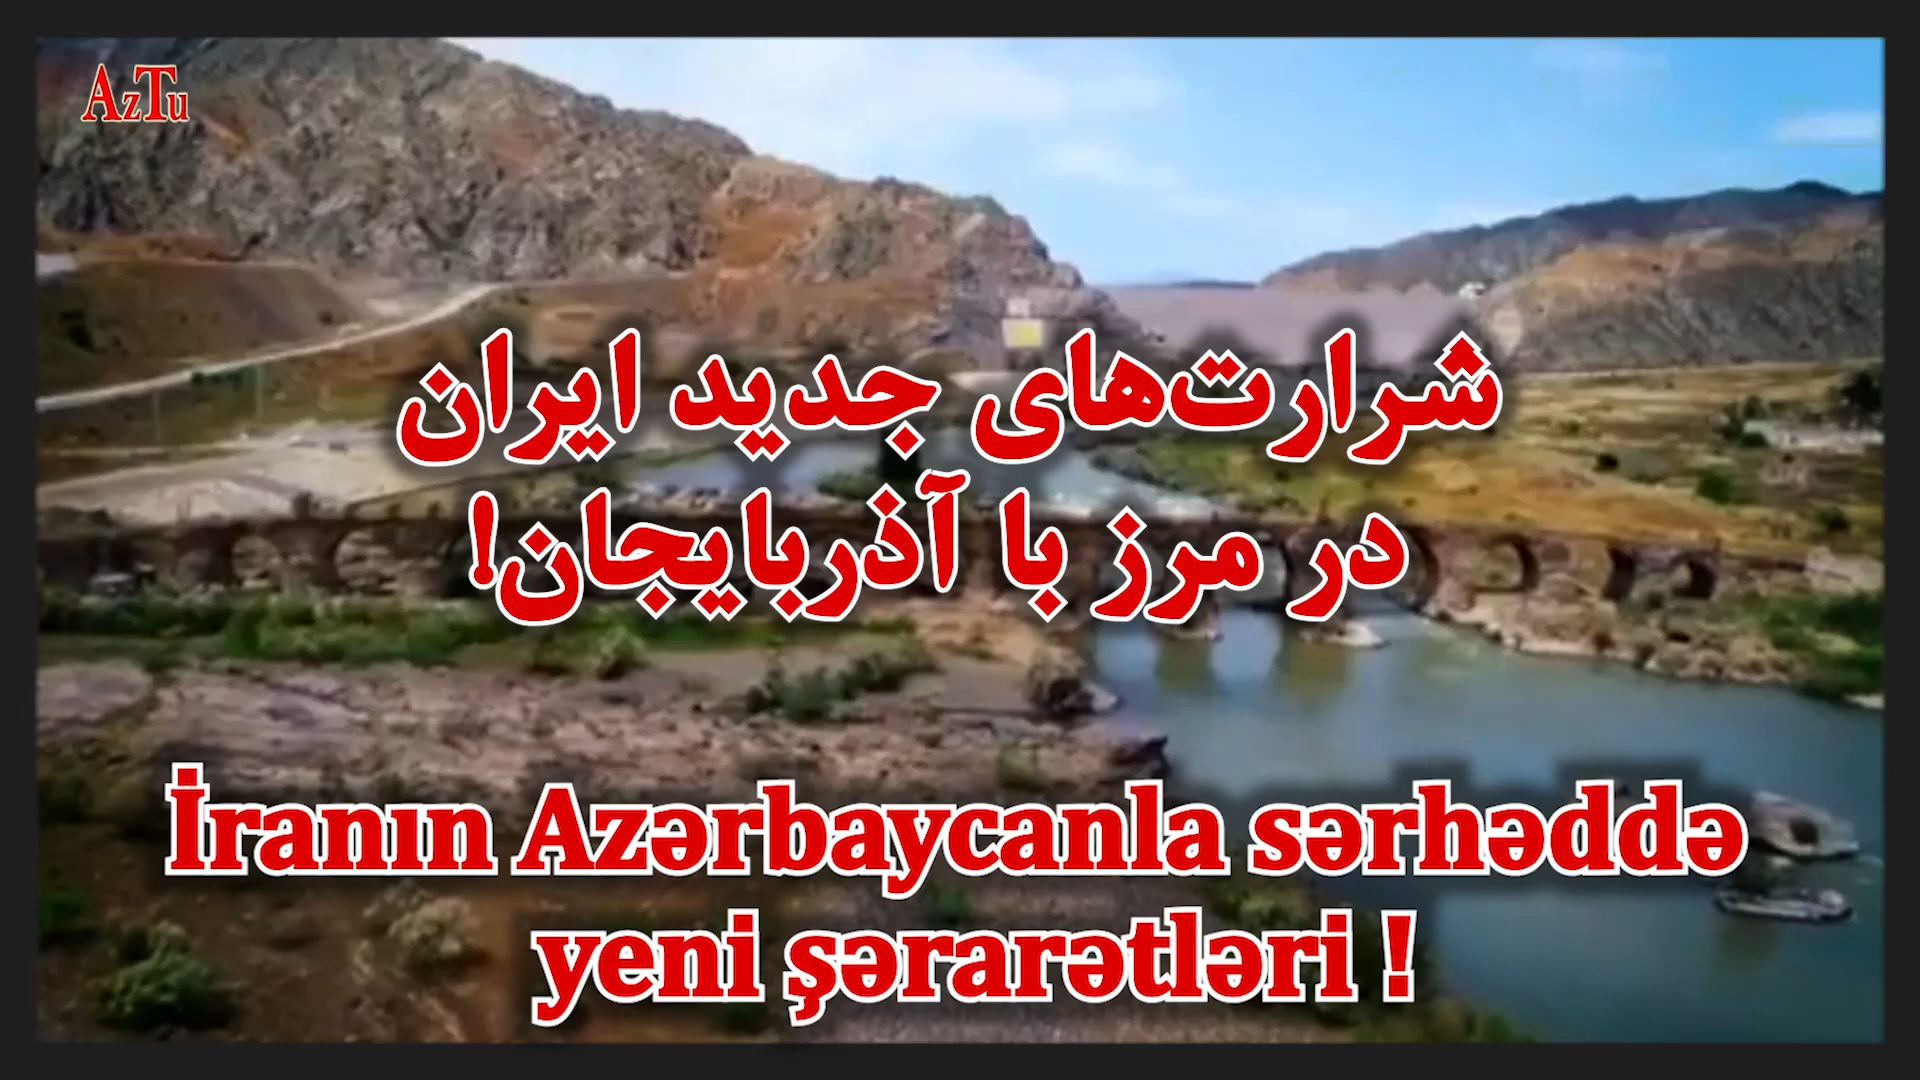 AzTu
شرارت‌های جدید ایران
در مرز با آذربایجان!
İranın Azərbaycanla sərhəddə
yeni şərarətləri !